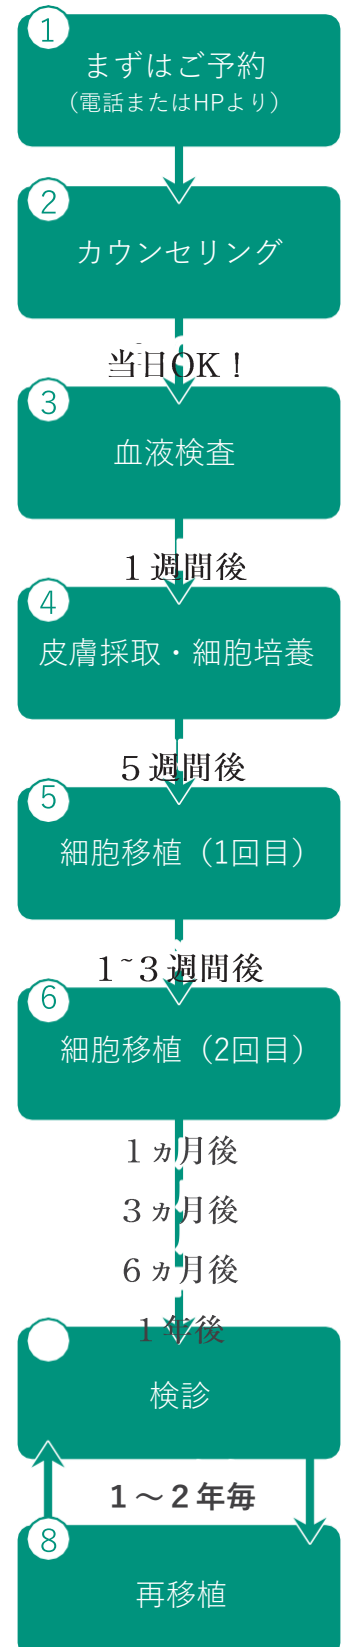 1
まずはご予約
（電話またはHPより）
2
カウンセリング
当日OK！
3
血液検査
１週間後
4
皮膚採取・細胞培養
５週間後
5
細胞移植（1回目）
1~３週間後
6
細胞移植（2回目）
１ヵ月後
３ヵ月後
６ヵ月後
１年後
検診
１～２年毎
8
再移植